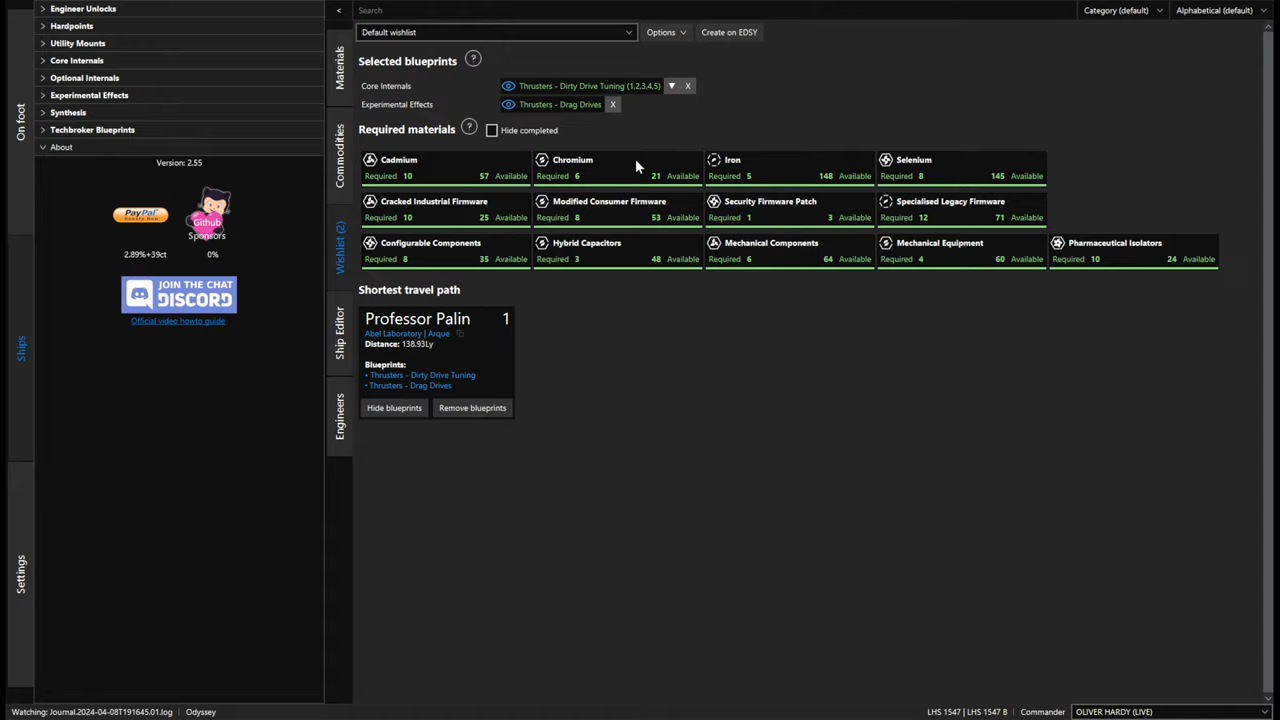 Engineer Unlocks
Hardpoints
Utility Mounts
Core Internals
Optional Internals
Experimental Effects
Synthesis
Techbroker Blueprints
About
Version: 2.55
PayPal
Donate Now
Github
Sponsors
2.89%+39ct
0%
JOIN THE CHAT
DISCORD
Official video howto guide
On foot
Ships
Settings
<
Search
Category (default)
Alphabetical (default)
Materials
Commodities
Wishlist (2)
Ship Editor
Engineers
Default wishlist
Options
Create on EDSY
Selected blueprints ?
Core Internals
Thrusters - Dirty Drive Tuning (1,2,3,4,5) ▼ X
Experimental Effects
Thrusters - Drag Drives X
Required materials ? Hide completed
Cadmium
Required 10 57 Available
Chromium
Required 6 21 Available
Iron
Required 5 148 Available
Selenium
Required 8 145 Available
Cracked Industrial Firmware
Required 10 25 Available
Modified Consumer Firmware
Required 8 53 Available
Security Firmware Patch
Required 1 3 Available
Specialised Legacy Firmware
Required 12 71 Available
Configurable Components
Required 8 35 Available
Hybrid Capacitors
Required 3 48 Available
Mechanical Components
Required 6 64 Available
Mechanical Equipment
Required 4 60 Available
Pharmaceutical Isolators
Required 10 24 Available
Shortest travel path
Professor Palin 1
Abel Laboratory | Arque
Distance: 138.93Ly
Blueprints:
• Thrusters - Dirty Drive Tuning
• Thrusters - Drag Drives
Hide blueprints
Remove blueprints
Watching: Journal.2024-04-08T191645.01.log Odyssey
LHS 1547 | LHS 1547 B Commander OLIVER HARDY (LIVE)